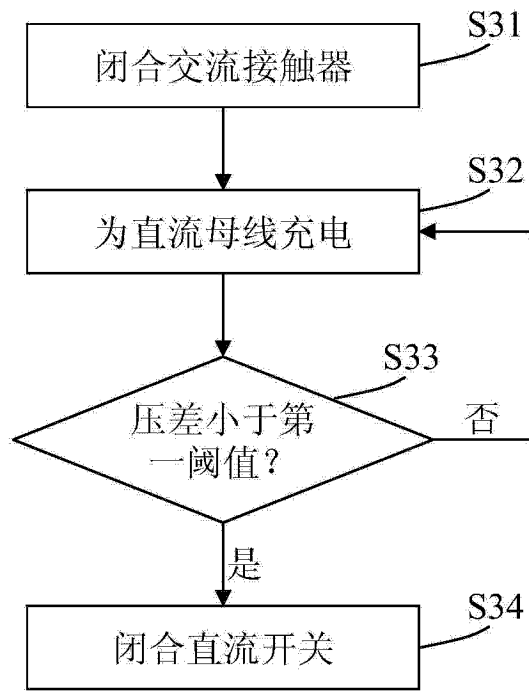 S31
闭合交流接触器
S32
为直流母线充电
S33
压差小于第
一阈值？
否
是
S34
闭合直流开关